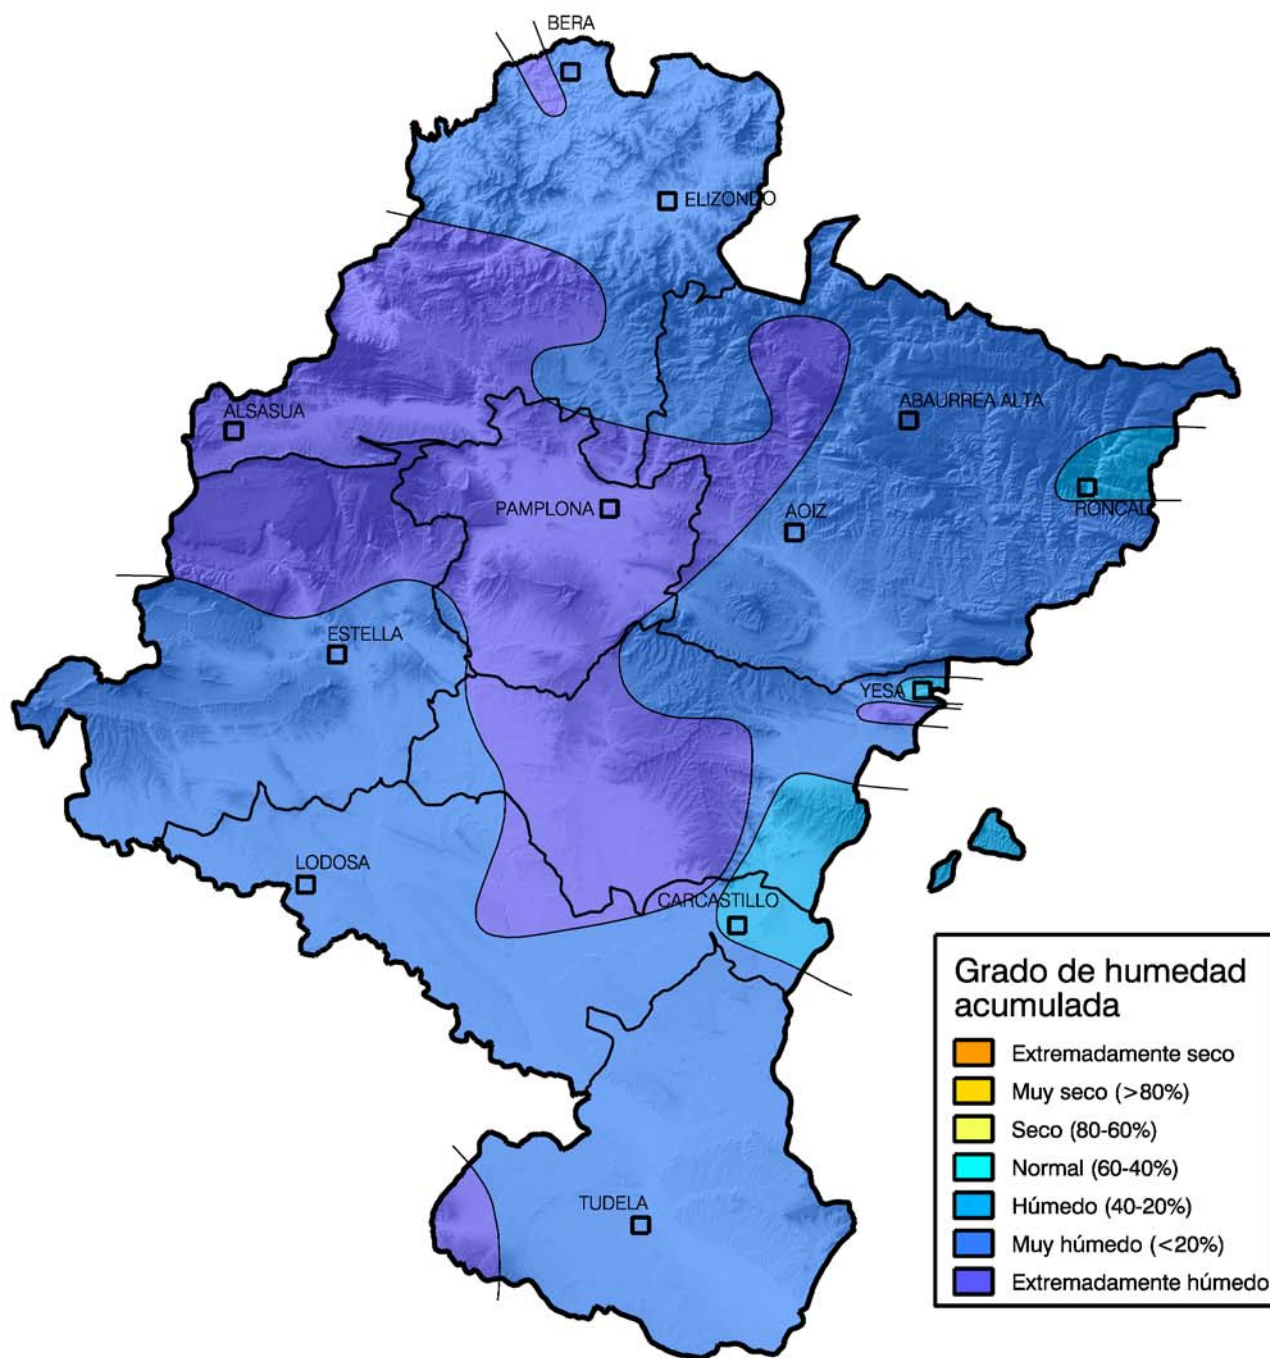 BERA
ELIZONDO
ALSASUA
ABAURREA ALTA
PAMPLONA
AOIZ
RONCAL
ESTELLA
YESA
LODOSA
CARCASTILLO
TUDELA
Grado de humedad
acumulada
Extremadamente seco
Muy seco (>80%)
Seco (80-60%)
Normal (60-40%)
Húmedo (40-20%)
Muy húmedo (<20%)
Extremadamente húmedo